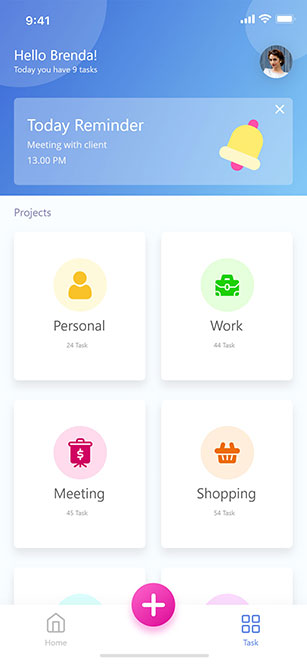 9:41
Hello Brenda!
Today you have 9 tasks
Today Reminder
Meeting with client
13.00 PM
Projects
Personal
24 Task
Work
44 Task
Meeting
45 Task
Shopping
54 Task
Home
Task